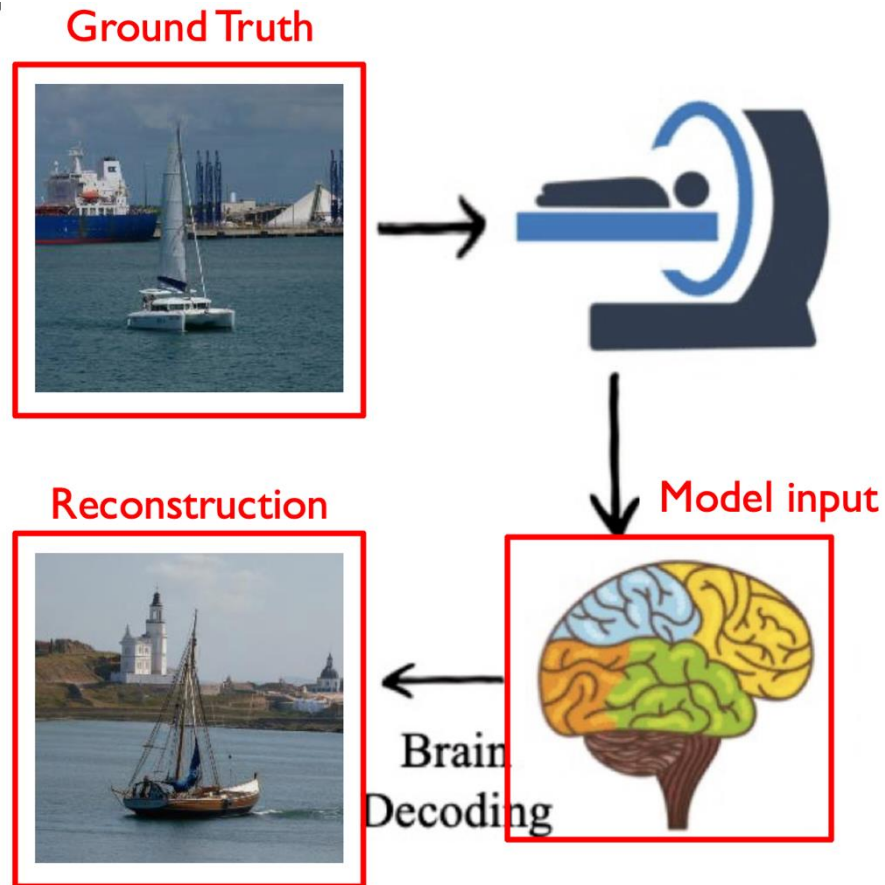 Ground Truth
Reconstruction
Model input
Brain
Decoding